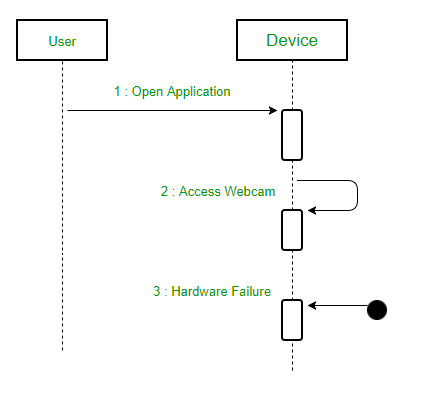 User
Device
1 : Open Application
2 : Access Webcam
3 : Hardware Failure